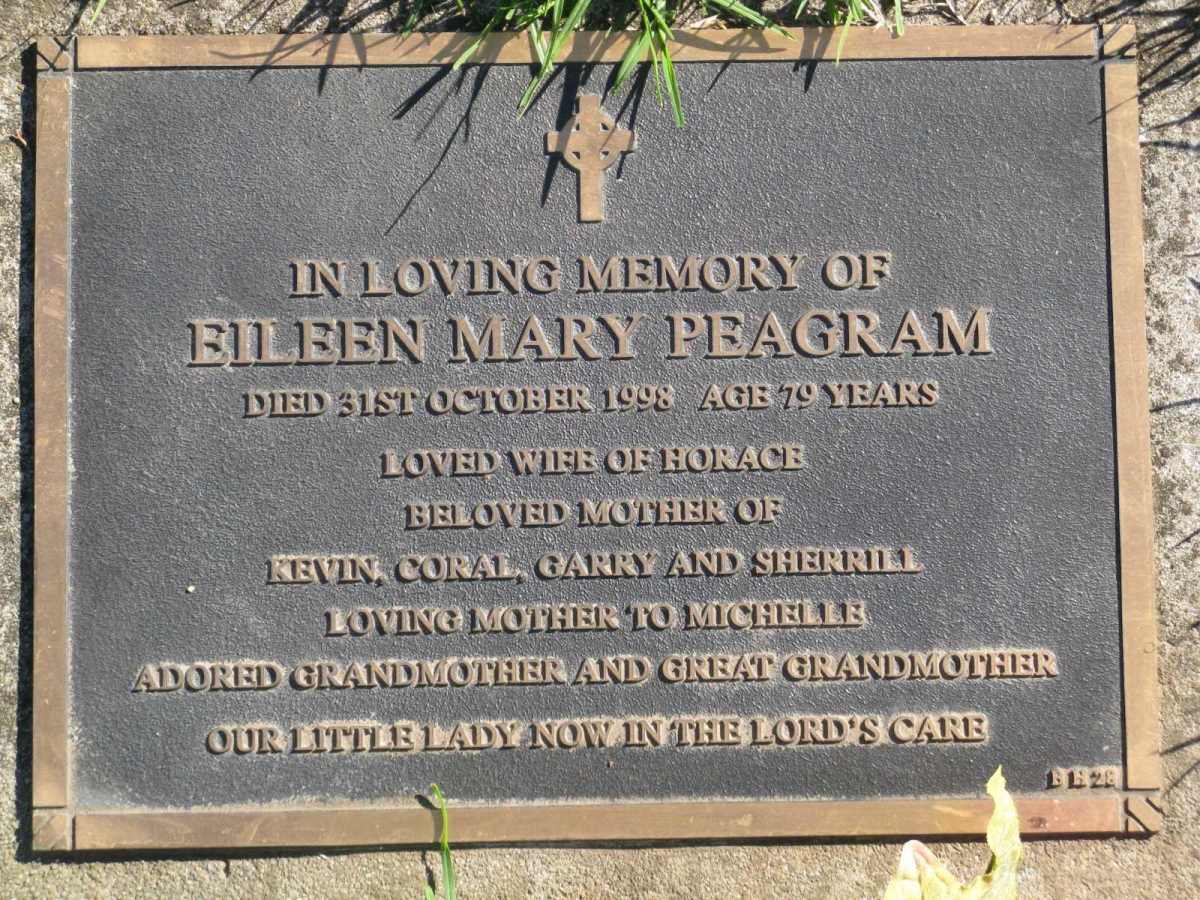 IN LOVING MEMORY OF
EILEEN MARY PEAGRAM
DIED 31ST OCTOBER 1998 AGE 79 YEARS
LOVED WIFE OF HORACE
BELOVED MOTHER OF
KEVIN, CORAL, GARRY AND SHERRILL
LOVING MOTHER TO MICHELLE
ADORED GRANDMOTHER AND GREAT GRANDMOTHER
OUR LITTLE LADY NOW IN THE LORD'S CARE
B H 28